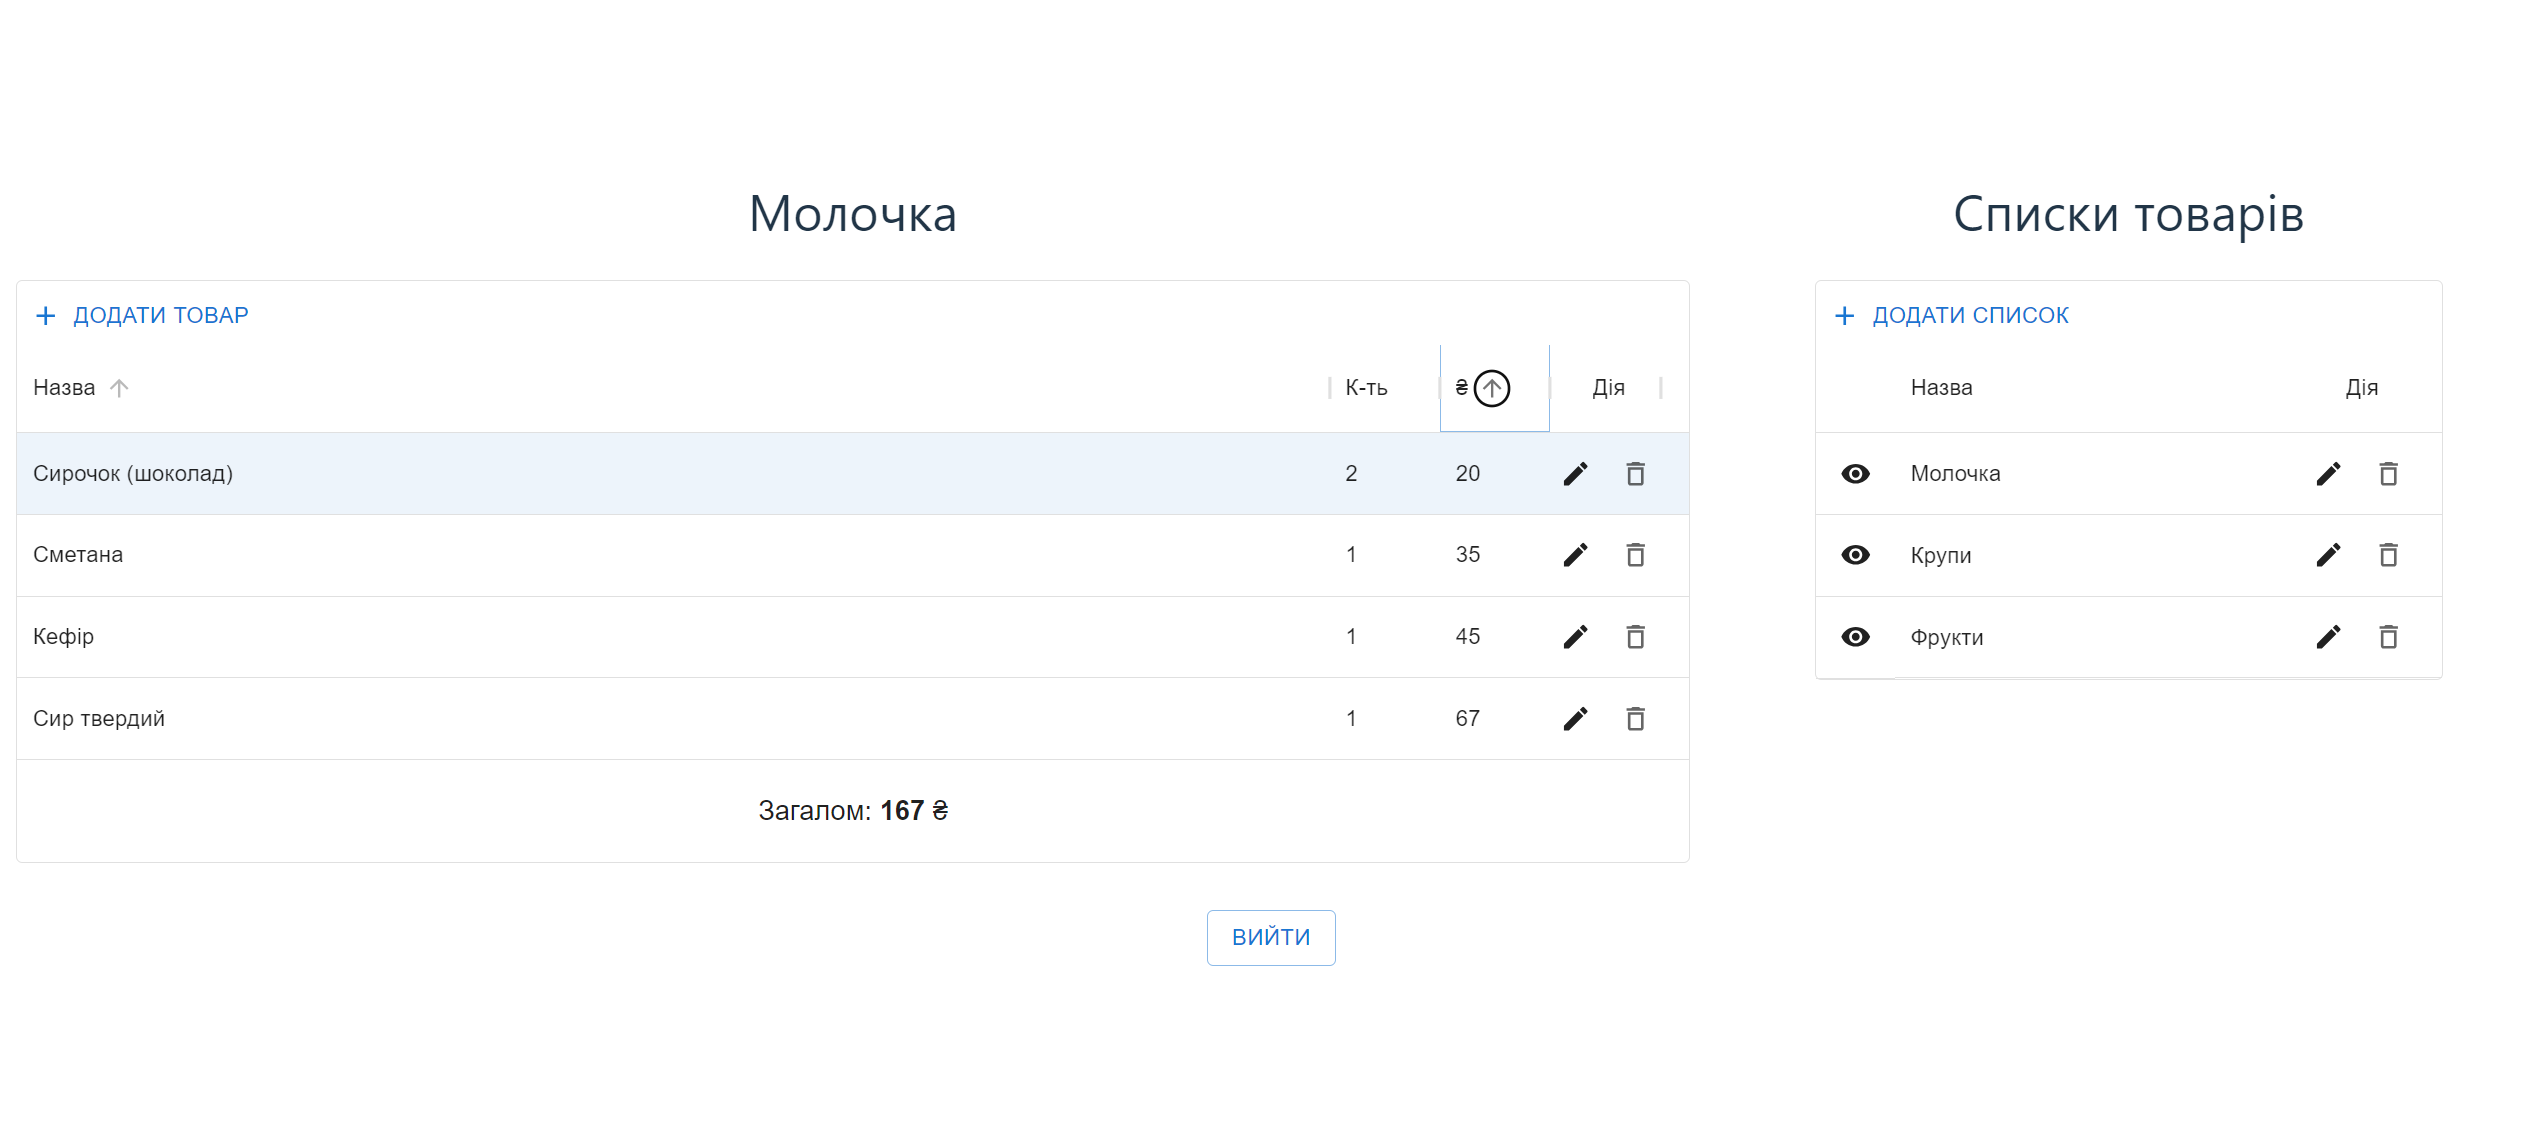 Молочка
ДОДАТИ ТОВАР
Назва К-ть ₴ Дія
Сирочок (шоколад) 2 20
Сметана 1 35
Кефір 1 45
Сир твердий 1 67
Загалом: 167 ₴
Списки товарів
ДОДАТИ СПИСОК
Назва Дія
Молочка
Крупи
Фрукти
ВИЙТИ